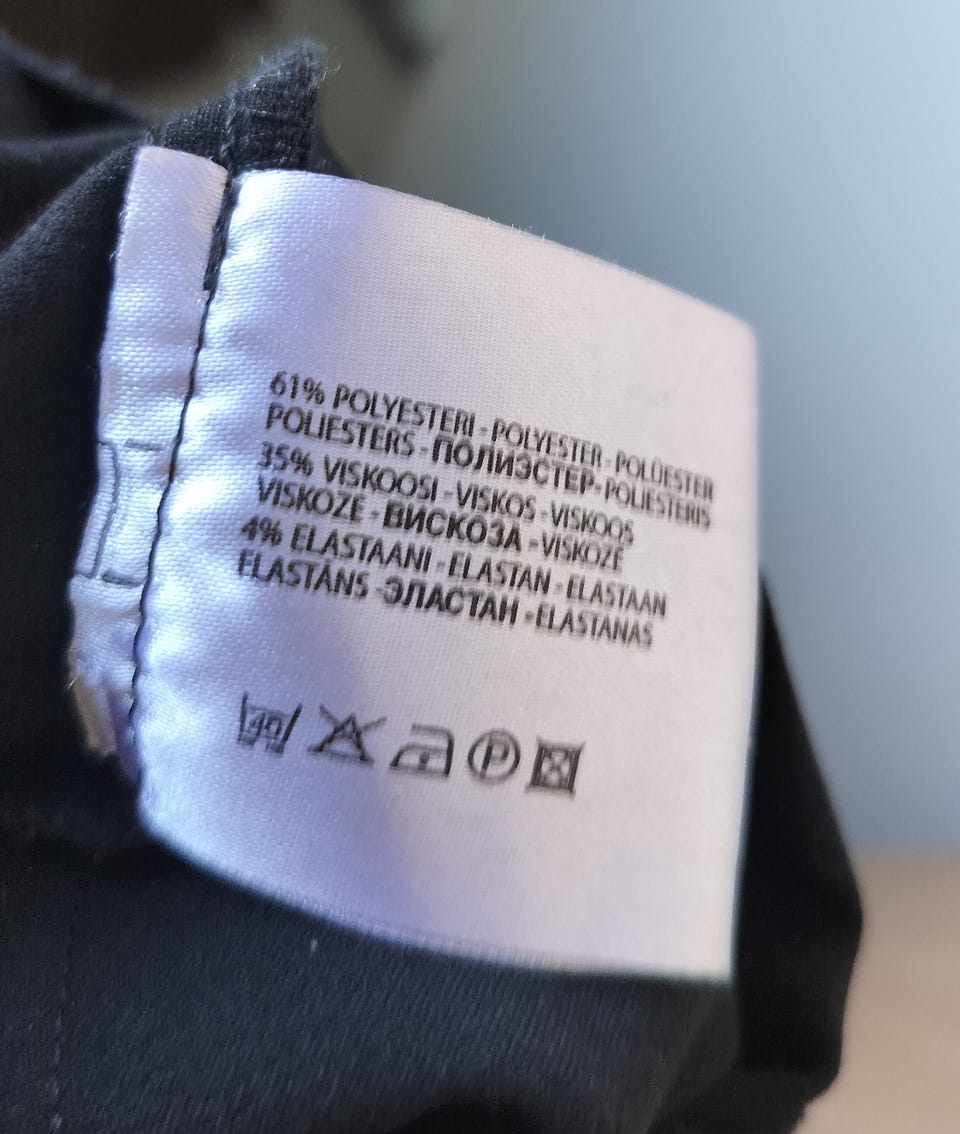 61% POLYESTERI - POLYESTER - POLÜESTER
POLIESTERS - ПОЛИЭСТЕР - POLIESTERIS
35% VISKOOSI - VISKOS - VISKOOS
VISKOZE - ВИСКОЗА - VISKOZĖ
4% ELASTAANI - ELASTAN - ELASTAAN
ELASTĀNS - ЭЛАСТАН - ELASTANAS
40 P